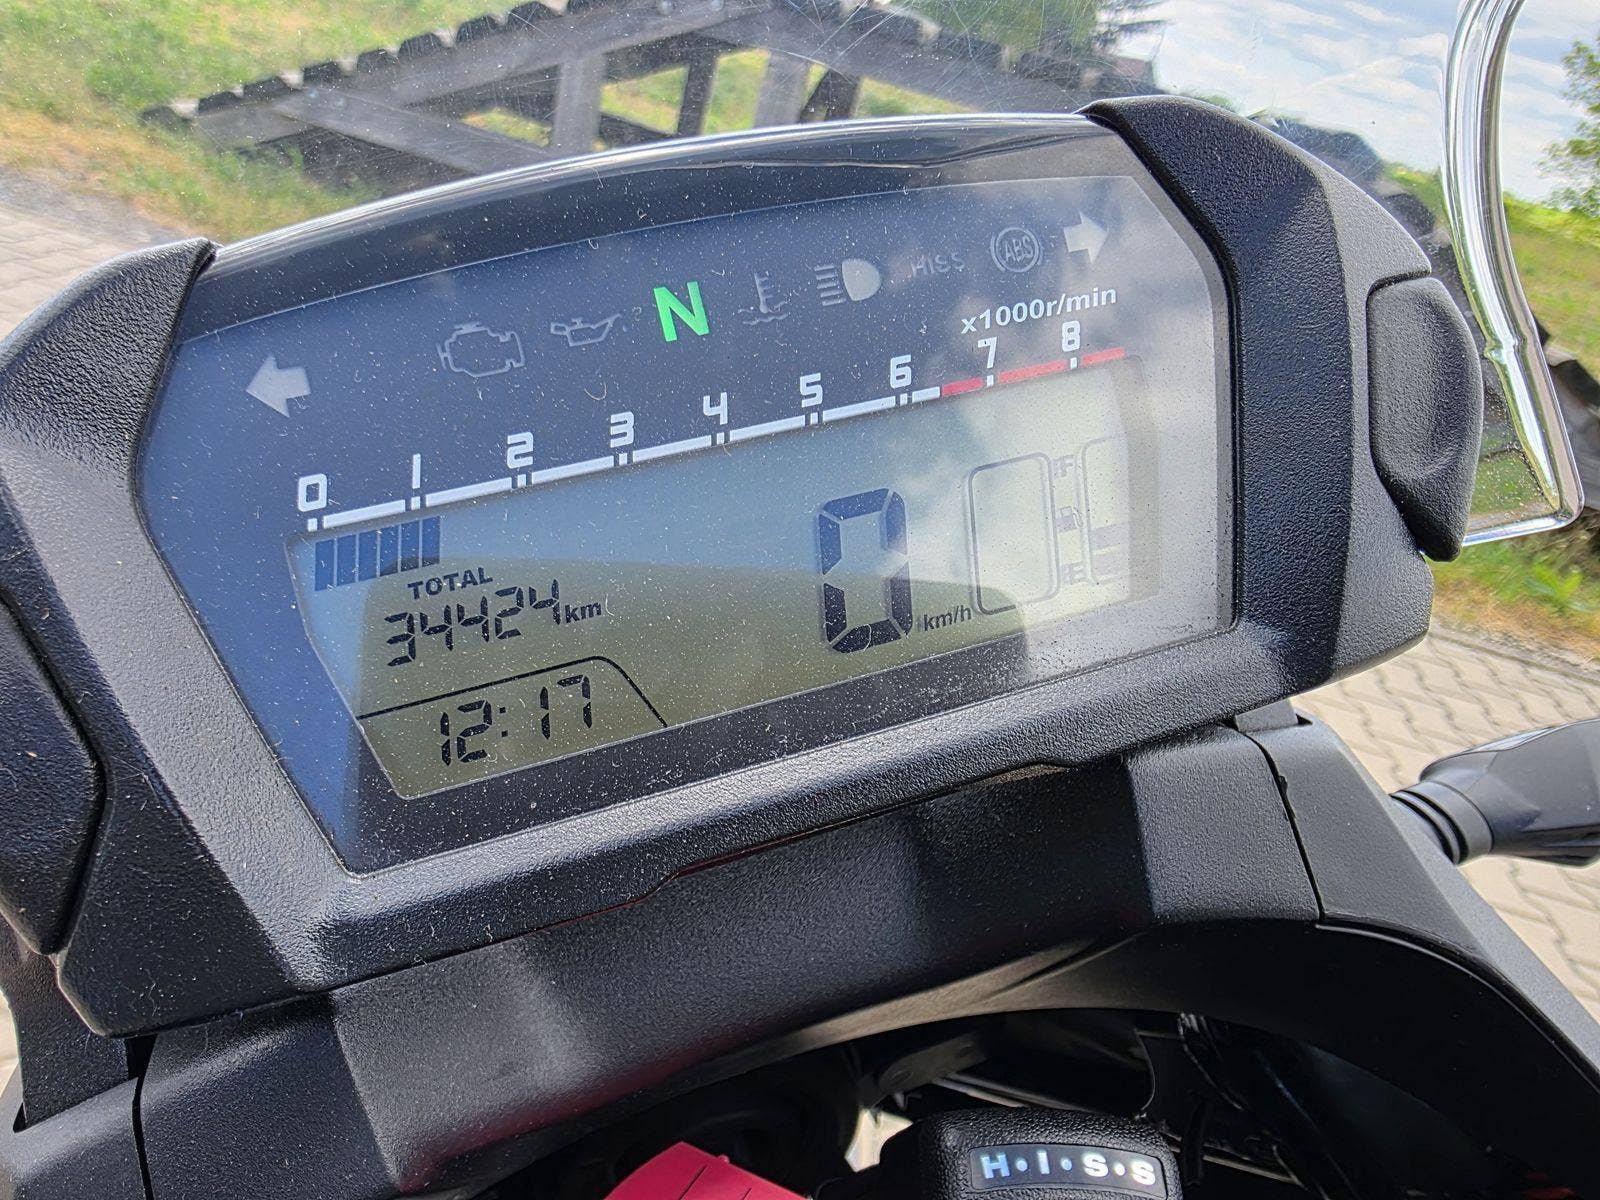 HISS
ABS
N
x1000r/min
0 1 2 3 4 5 6 7 8
F
TOTAL
34424km
0 km/h
E
12:17
H·I·S·S